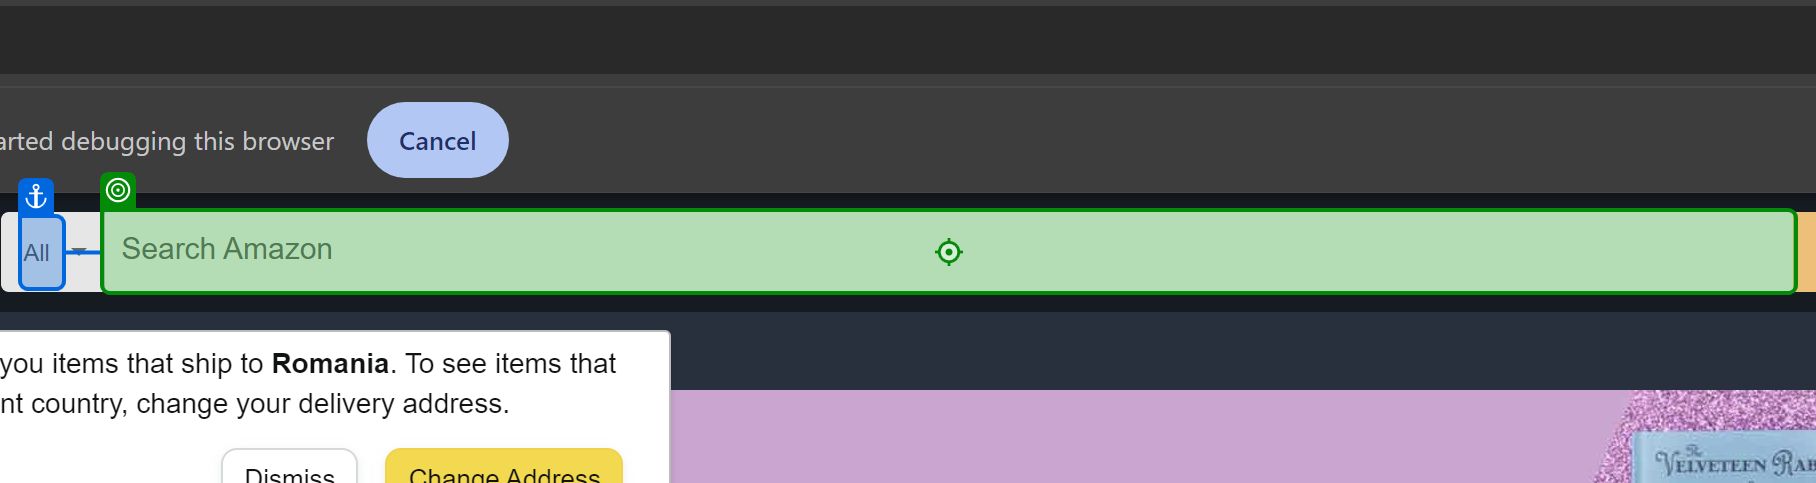 arted debugging this browser
Cancel
All
Search Amazon
you items that ship to Romania. To see items that
nt country, change your delivery address.
Dismiss
Change Address
The
VELVETEEN RAB